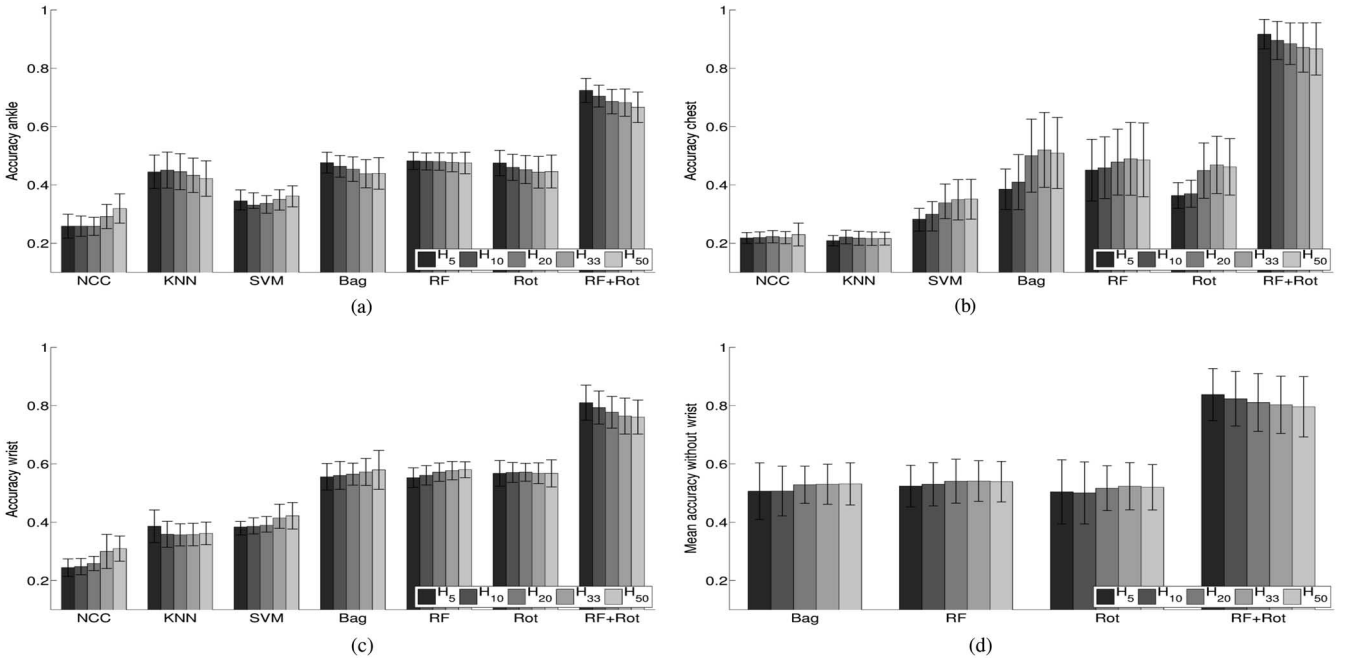 1
0.8
0.6
0.4
0.2
Accuracy ankle
H5 H10 H20 H33 H50
NCC KNN SVM Bag RF Rot RF+Rot
(a)
1
0.8
0.6
0.4
0.2
Accuracy chest
H5 H10 H20 H33 H50
NCC KNN SVM Bag RF Rot RF+Rot
(b)
1
0.8
0.6
0.4
0.2
Accuracy wrist
H5 H10 H20 H33 H50
NCC KNN SVM Bag RF Rot RF+Rot
(c)
1
0.8
0.6
0.4
0.2
Mean accuracy without wrist
H5 H10 H20 H33 H50
Bag RF Rot RF+Rot
(d)